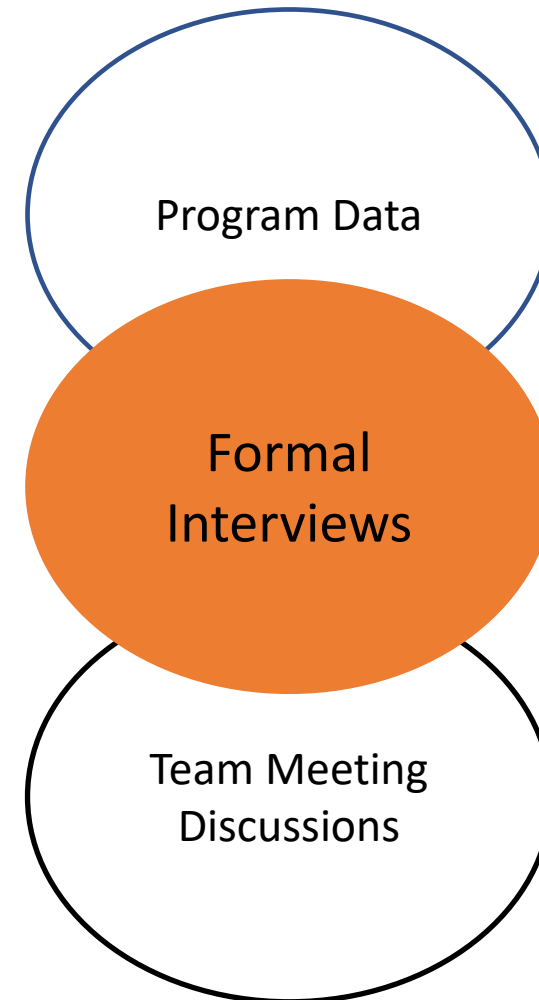 Program Data
Formal
Interviews
Team Meeting
Discussions